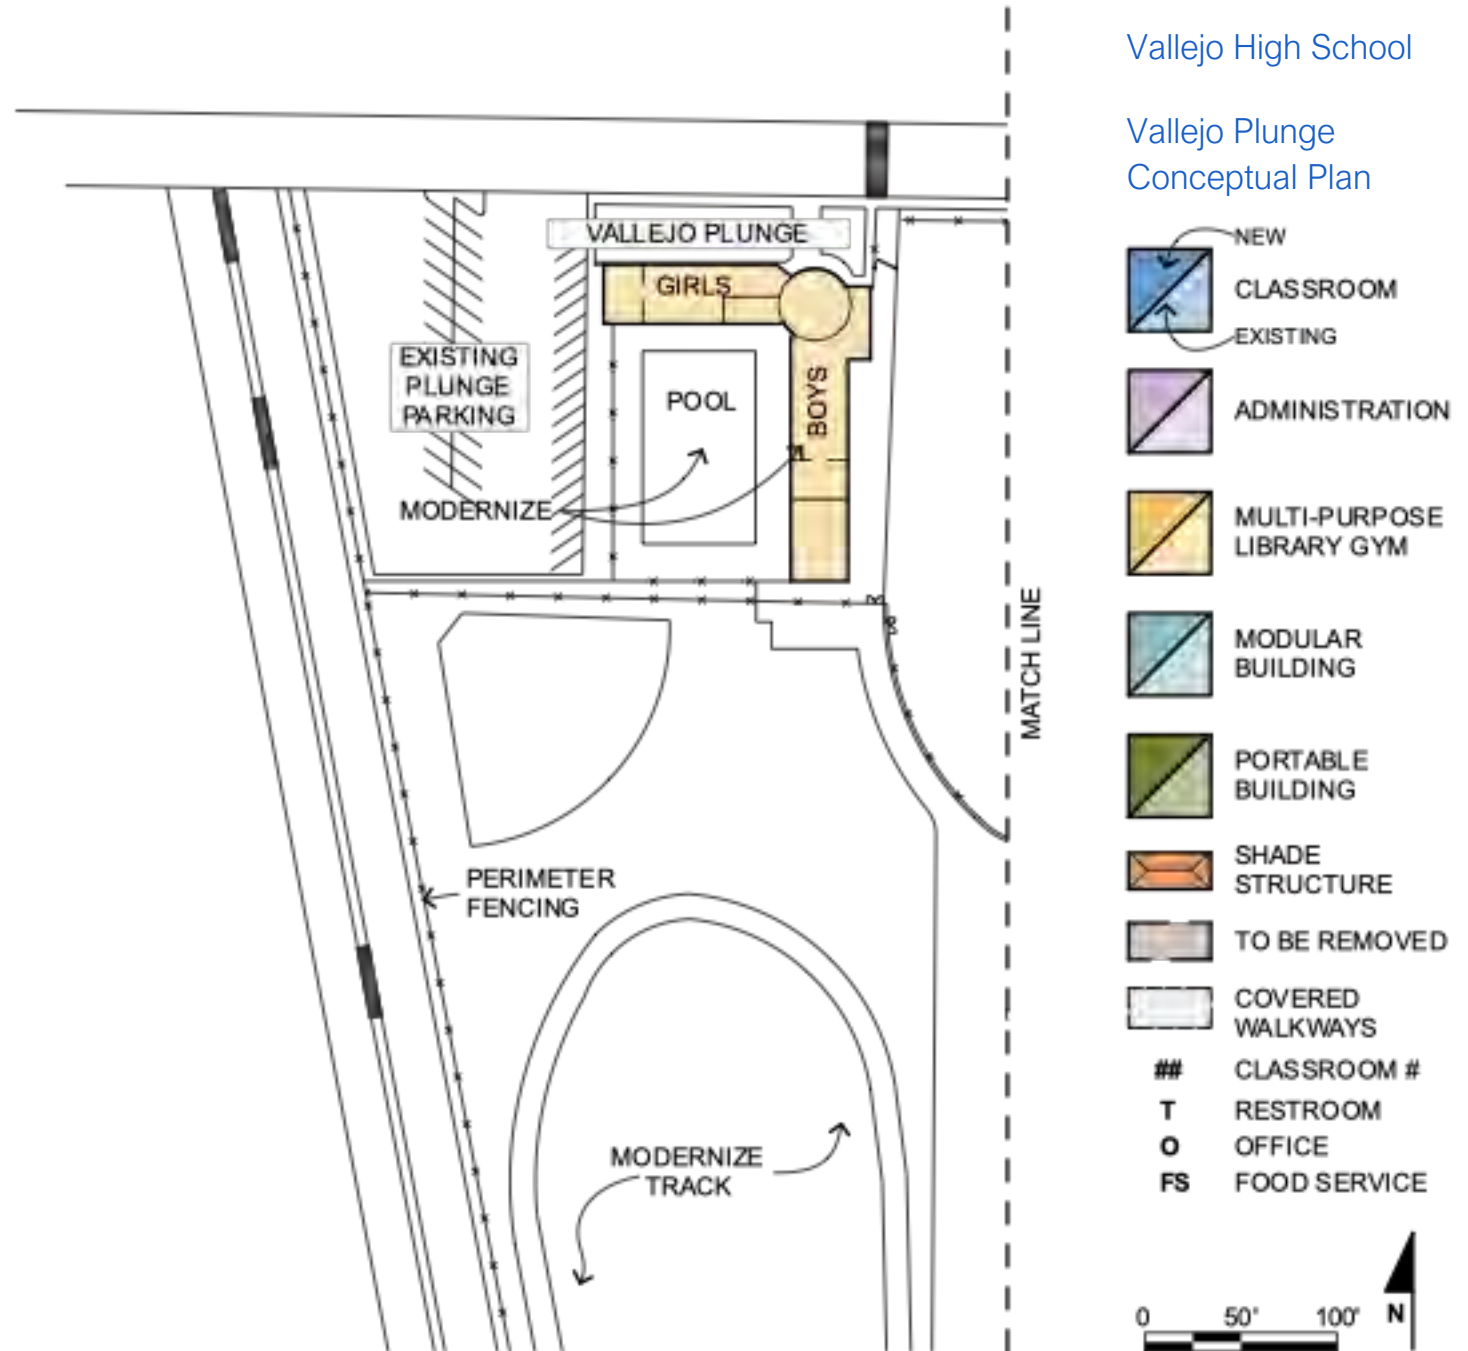 Vallejo High School
Vallejo Plunge
Conceptual Plan
VALLEJO PLUNGE
GIRLS
BOYS
POOL
EXISTING
PLUNGE
PARKING
MODERNIZE
MATCH LINE
PERIMETER
FENCING
MODERNIZE
TRACK
NEW
CLASSROOM
EXISTING
ADMINISTRATION
MULTI-PURPOSE
LIBRARY GYM
MODULAR
BUILDING
PORTABLE
BUILDING
SHADE
STRUCTURE
TO BE REMOVED
COVERED
WALKWAYS
## CLASSROOM #
T RESTROOM
O OFFICE
FS FOOD SERVICE
0 50' 100'
N